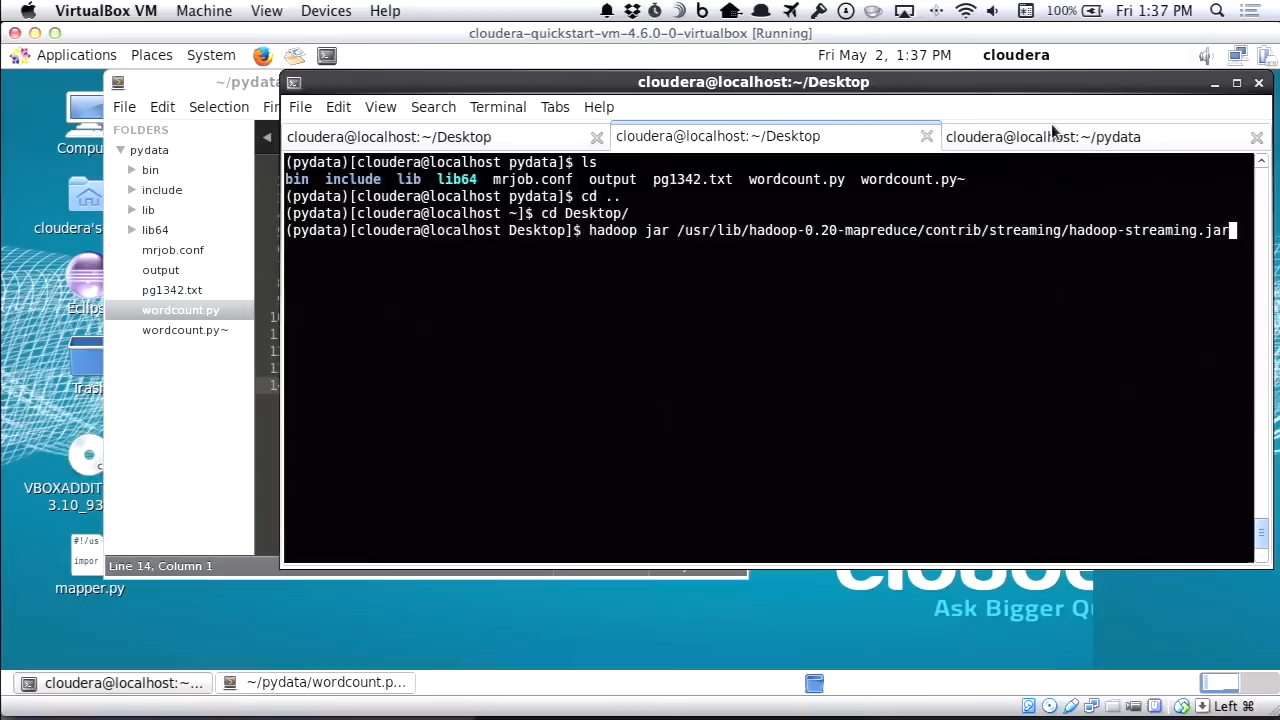 VirtualBox VM Machine View Devices Help 100% Fri 1:37 PM
cloudera-quickstart-vm-4.6.0-0-virtualbox [Running]
Applications Places System Fri May 2, 1:37 PM cloudera
~/pydata
cloudera@localhost:~/Desktop
File Edit Selection
File Edit View Search Terminal Tabs Help
cloudera@localhost:~/Desktop cloudera@localhost:~/Desktop cloudera@localhost:~/pydata
FOLDERS
pydata
bin
include
lib
lib64
mrjob.conf
output
pg1342.txt
wordcount.py
wordcount.py~
Line 14, Column 1
(pydata)[cloudera@localhost pydata]$ ls
bin include lib lib64 mrjob.conf output pg1342.txt wordcount.py wordcount.py~
(pydata)[cloudera@localhost pydata]$ cd ..
(pydata)[cloudera@localhost ~]$ cd Desktop/
(pydata)[cloudera@localhost Desktop]$ hadoop jar /usr/lib/hadoop-0.20-mapreduce/contrib/streaming/hadoop-streaming.jar
Compu
cloudera's
Eclips
Trash
VBOXADDIT
3.10_93
#!/us
impor
mapper.py
Ask Bigger Q
cloudera@localhost:~... ~/pydata/wordcount.p...
Left ⌘